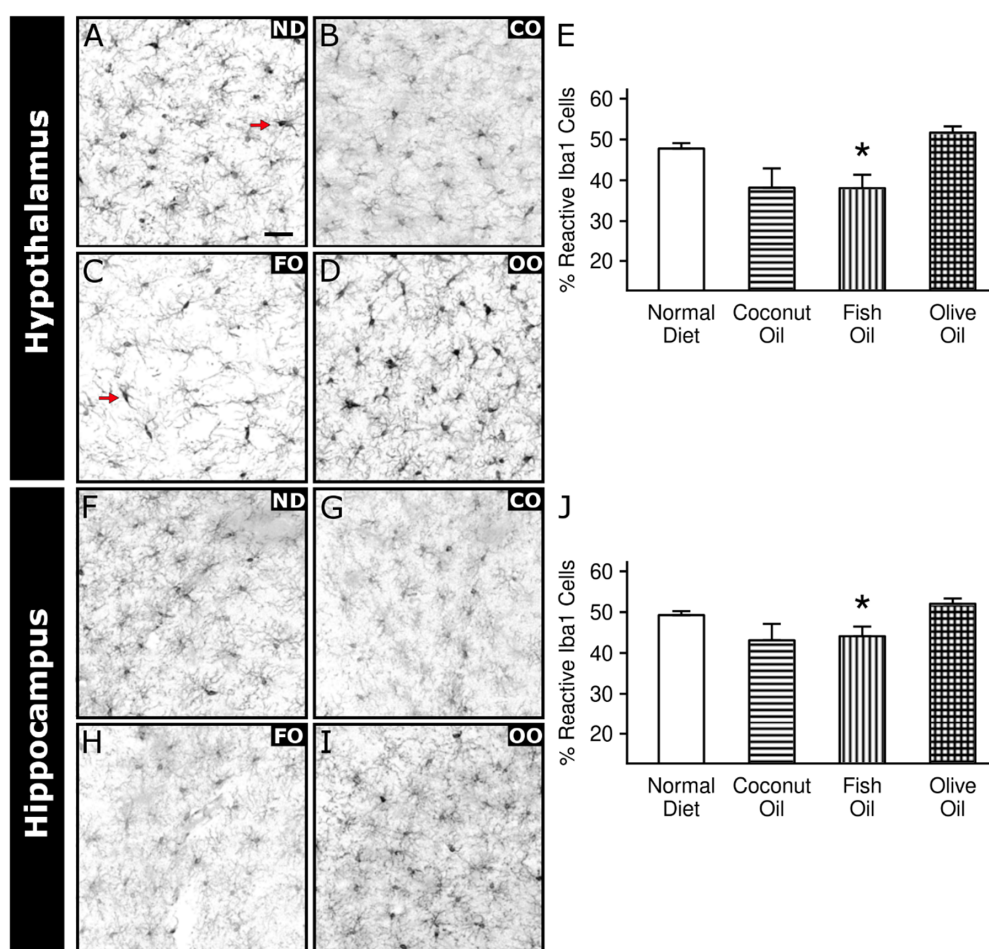 Hypothalamus
A
ND
B
CO
C
FO
D
OO
E
% Reactive Iba1 Cells
60
50
40
30
20
*
Normal
Diet
Coconut
Oil
Fish
Oil
Olive
Oil
Hippocampus
F
ND
G
CO
H
FO
I
OO
J
% Reactive Iba1 Cells
60
50
40
30
20
*
Normal
Diet
Coconut
Oil
Fish
Oil
Olive
Oil